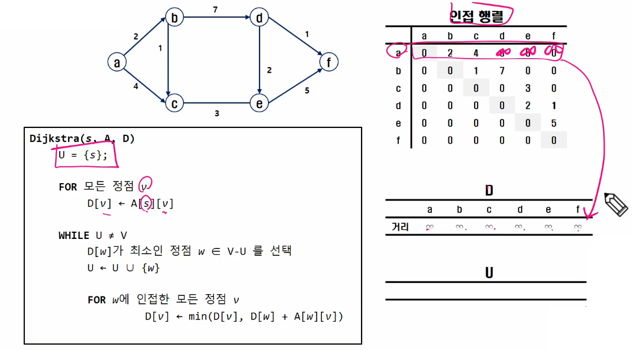 인접 행렬
a b c d e f
a 0 2 4 ∞ ∞ ∞
b 0 0 1 7 0 0
c 0 0 0 0 3 0
d 0 0 0 0 2 1
e 0 0 0 0 0 5
f 0 0 0 0 0 0
b 7 d
2 1 1
a 2 f
4 5
c 3 e
Dijkstra(s, A, D)
U = {s};
FOR 모든 정점 v
D[v] ← A[s][v]
WHILE U ≠ V
D[w]가 최소인 정점 w ∈ V-U 를 선택
U ← U ∪ {w}
FOR w에 인접한 모든 정점 v
D[v] ← min(D[v], D[w] + A[w][v])
D
a b c d e f
거리 ∞ ∞ ∞ ∞ ∞ ∞
U